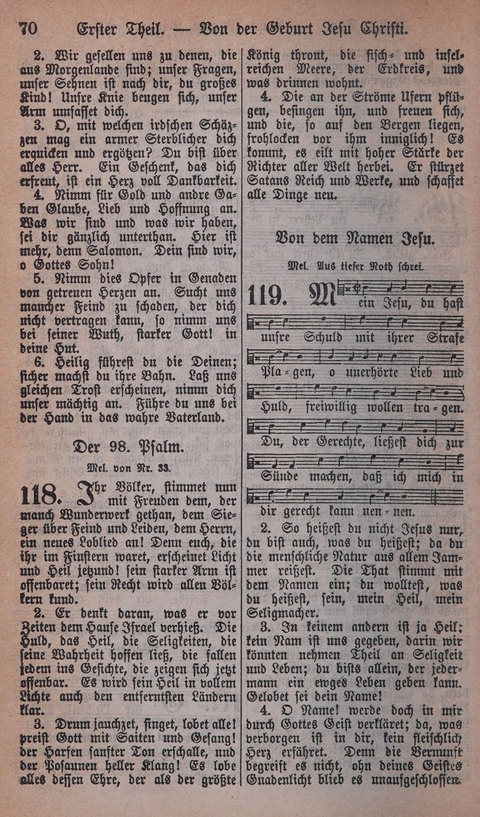 70 Erster Theil. — Von der Geburt Jesu Christi.
2. Wir gesellen uns zu denen, die
aus Morgenlande sind; unser Fragen,
unser Sehnen ist nach dir, du großes
Kind! Unsre Knie beugen sich, unser
Arm umfasset dich.
3. O, mit welchen irdschen Schätz-
zen mag ein armer Sterblicher dich
erquicken und ergötzen? Du bist über
alles Herr. Ein Geschenk, das dich
erfreut, ist ein Herz voll Dankbarkeit.
4. Nimm für Gold und andre Ga-
ben Glaube, Lieb und Hoffnung an.
Was wir sind und was wir haben,
sei dir gänzlich unterthan. Hier ist
mehr, denn Salomon. Dein sind wir,
o Gottes Sohn!
5. Nimm dies Opfer in Genaden
von getreuen Herzen an. Sucht uns
mancher Feind zu schaden, der dich
nicht vertragen kann, so nimm uns
bei seiner Wuth, starker Gott! in
deine Hut.
6. Heilig führest du die Deinen;
sicher machst du ihre Bahn. Laß uns
gleichen Trost erscheinen, nimm dich
unser mächtig an. Führe du uns bei
der Hand in das wahre Vaterland.
Der 98. Psalm.
Mel. von Nr. 33.
118. Ihr Völker, stimmet nun
mit Freuden dem, der
manch Wunderwerk gethan, dem Sie-
ger über Feind und Leiden, dem Herrn,
ein neues Loblied an! Denn euch, die
ihr im Finstern waret, erscheinet Licht
und Heil jetzund! sein starker Arm ist
offenbaret; sein Recht wird allen Völ-
kern kund.
2. Er denkt daran, was er vor
Zeiten dem Hause Israel verhieß. Die
Huld, das Heil, die Seligkeiten, die
seine Wahrheit hoffen ließ, die fallen
jedem ins Gesichte, die zeigen sich jetzt
offenbar. Es wird sein Heil in vollem
Lichte auch den entferntsten Ländern
klar.
3. Drum jauchzet, singet, lobet alle!
preist Gott mit Saiten und Gesang!
der Harfen sanfter Ton erschalle, und
der Posaunen heller Klang! Es lobe
alles dessen Ehre, der als der größte
König thront, die fisch- und insel-
reichen Meere, der Erdkreis, und
was drinnen wohnt.
4. Die an der Ströme Ufern pflü-
gen, besingen ihn, und freuen sich,
und die, so auf den Bergen liegen,
frohlocken vor ihm inniglich! Es
kommt, es eilt mit hoher Stärke der
Richter aller Welt herbei. Er stürzet
Satans Reich und Werke, und schaffet
alle Dinge neu.
Von dem Namen Jesu.
Mel. Aus tiefer Noth schrei.
119. Mein Jesu, du hast
unsre Schuld mit ihrer Strafe
Pla-gen, o unerhörte Lieb und
Huld, freiwillig wollen tra-gen.
Du, der Gerechte, ließest dich zur
Sünde machen, daß ich mich in
dir gerecht kann nen-nen.
2. So heißest du nicht Jesus nur,
du bist auch, was du heißest; da du
die menschliche Natur aus allem Jam-
mer reißest. Die That stimmt mit
dem Namen ein; du wolltest, was
du heißest, sein, mein Heil, mein
Seligmacher.
3. In keinem andern ist ja Heil;
kein Nam ist uns gegeben, darin wir
könnten nehmen Theil an Seligkeit
und Leben; du bists allein, der jeder-
mann ein ewges Leben geben kann.
Gelobet sei dein Name!
4. O Name! werde doch in mir
durch Gottes Geist verkläret; da, was
verborgen ist in dir, kein fleischlich
Herz erfähret. Denn die Vernunft
begreift es nicht, ohn deines Geistes
Gnadenlicht blieb es unaufgeschlossen.